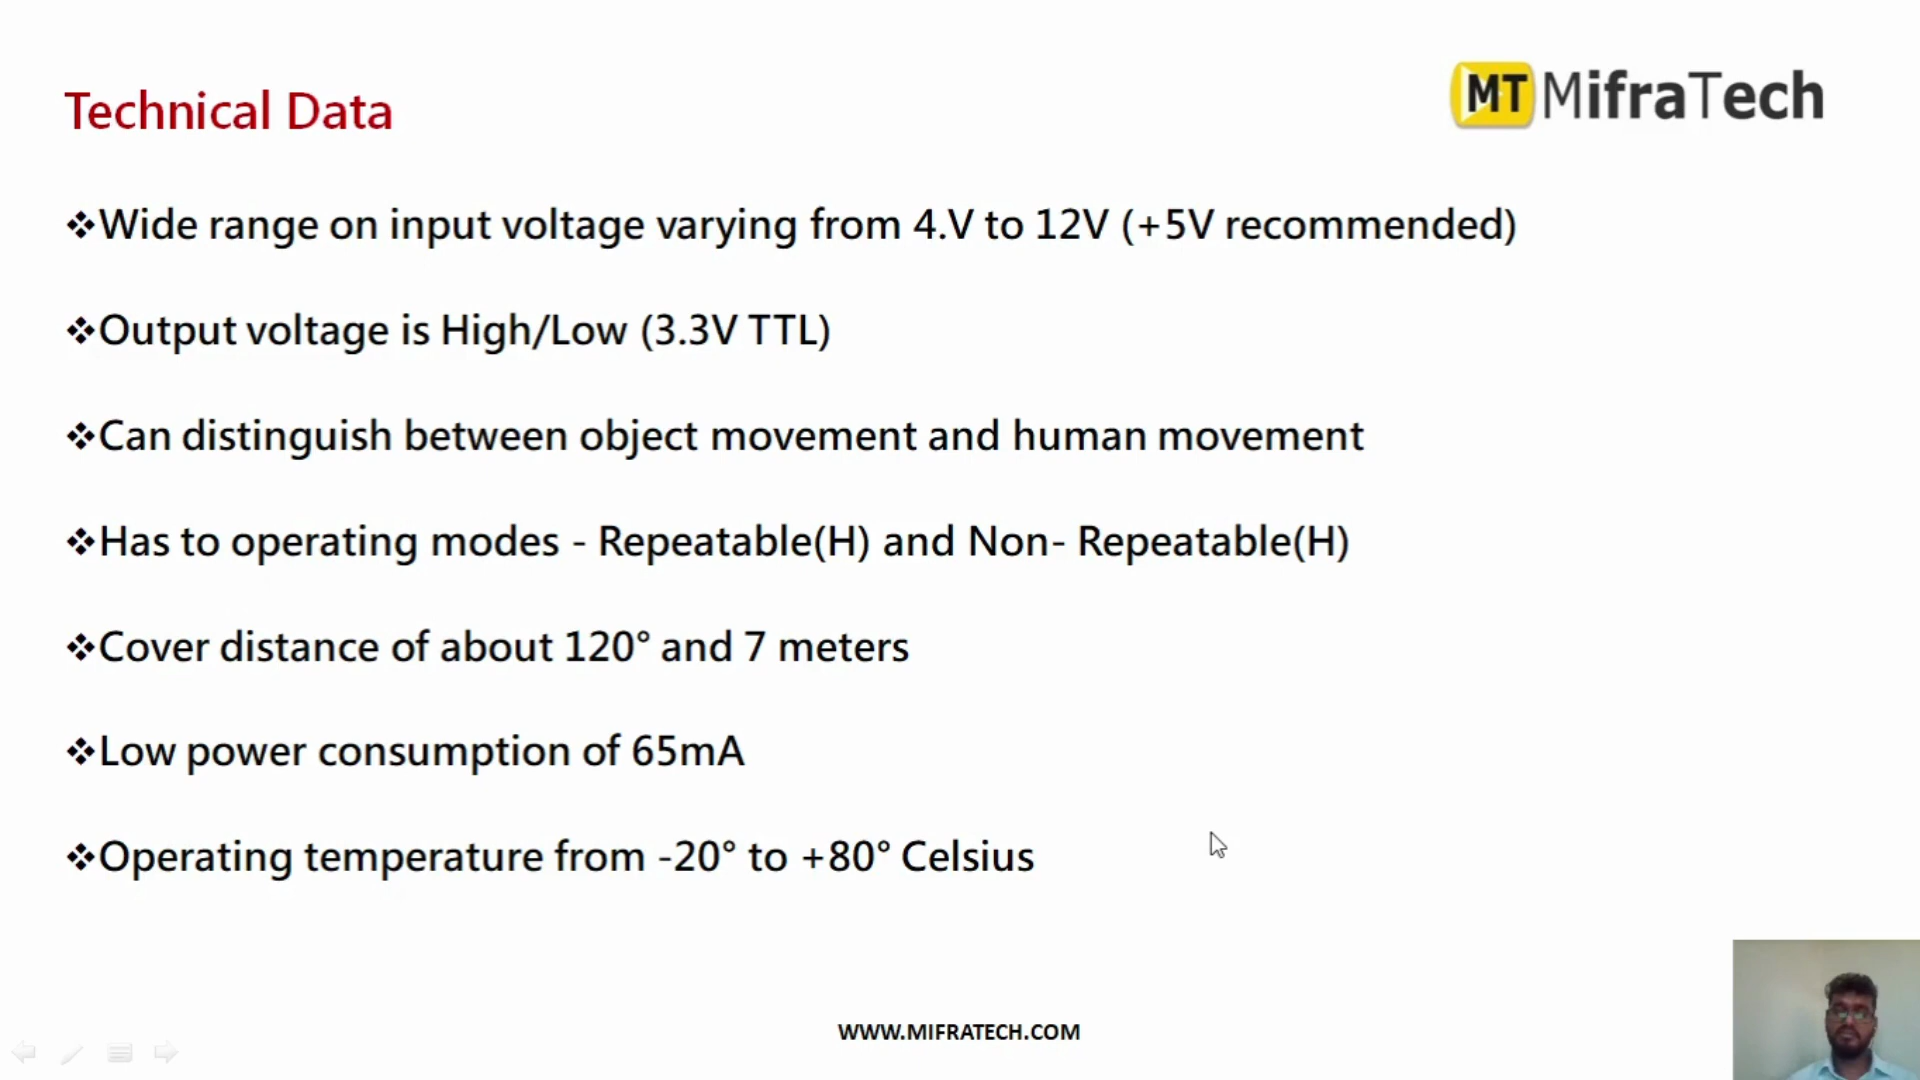 MT MifraTech
Technical Data
❖Wide range on input voltage varying from 4.V to 12V (+5V recommended)
❖Output voltage is High/Low (3.3V TTL)
❖Can distinguish between object movement and human movement
❖Has to operating modes - Repeatable(H) and Non- Repeatable(H)
❖Cover distance of about 120° and 7 meters
❖Low power consumption of 65mA
❖Operating temperature from -20° to +80° Celsius
WWW.MIFRATECH.COM